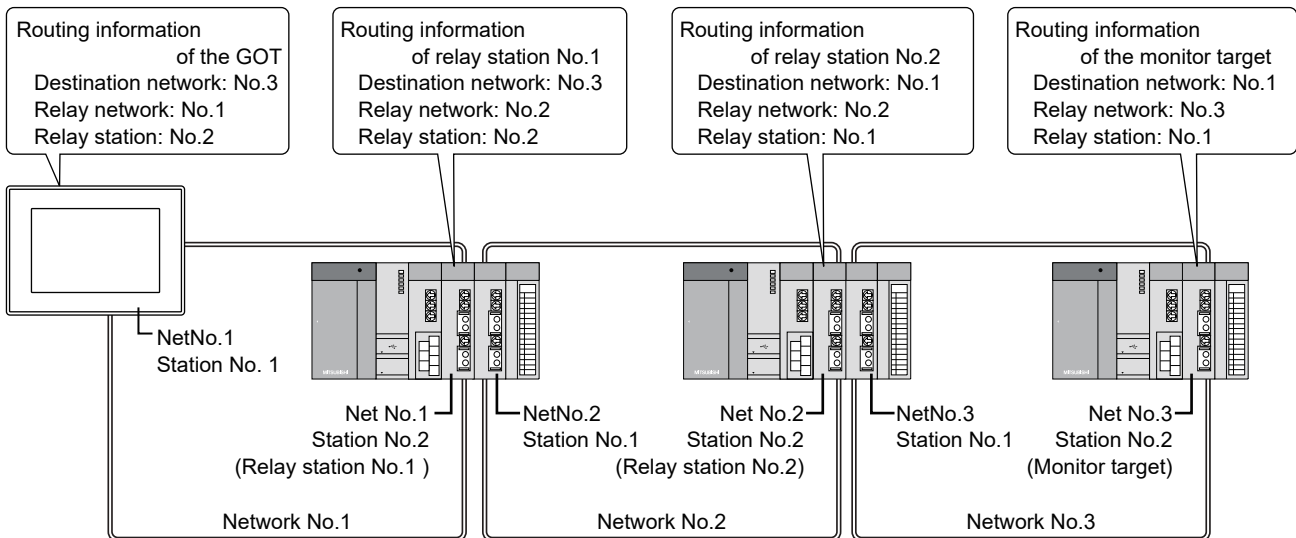 Routing information
of the GOT
Destination network: No.3
Relay network: No.1
Relay station: No.2
Routing information
of relay station No.1
Destination network: No.3
Relay network: No.2
Relay station: No.2
Routing information
of relay station No.2
Destination network: No.1
Relay network: No.2
Relay station: No.1
Routing information
of the monitor target
Destination network: No.1
Relay network: No.3
Relay station: No.1
NetNo.1
Station No. 1
MITSUBISHI
MITSUBISHI
MITSUBISHI
Net No.1
Station No.2
(Relay station No.1 )
NetNo.2
Station No.1
Net No.2
Station No.2
(Relay station No.2)
NetNo.3
Station No.1
Net No.3
Station No.2
(Monitor target)
Network No.1
Network No.2
Network No.3